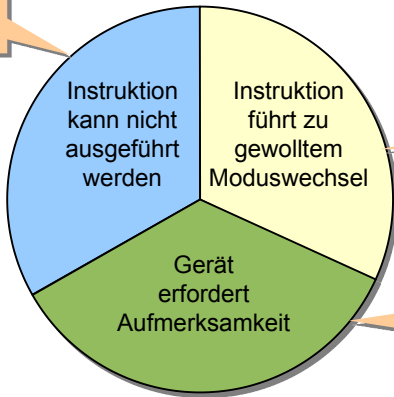 Instruktion
kann nicht
ausgeführt
werden
Instruktion
führt zu
gewolltem
Moduswechsel
Gerät
erfordert
Aufmerksamkeit